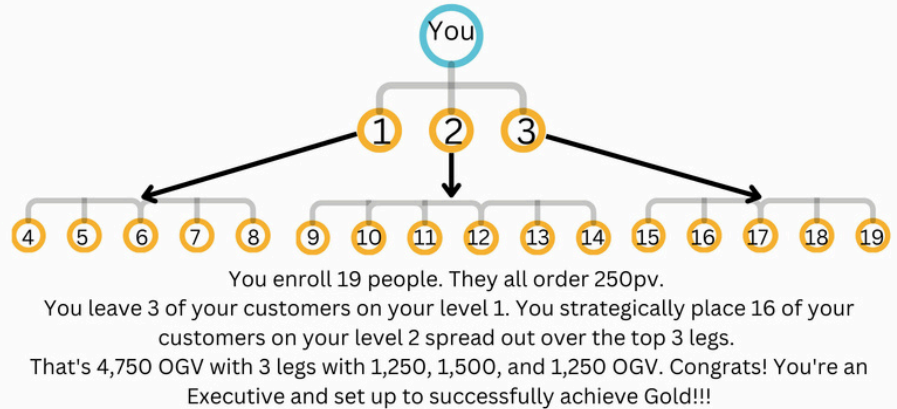 You
1 2 3
4 5 6 7 8 9 10 11 12 13 14 15 16 17 18 19
You enroll 19 people. They all order 250pv.
You leave 3 of your customers on your level 1. You strategically place 16 of your
customers on your level 2 spread out over the top 3 legs.
That's 4,750 OGV with 3 legs with 1,250, 1,500, and 1,250 OGV. Congrats! You're an
Executive and set up to successfully achieve Gold!!!